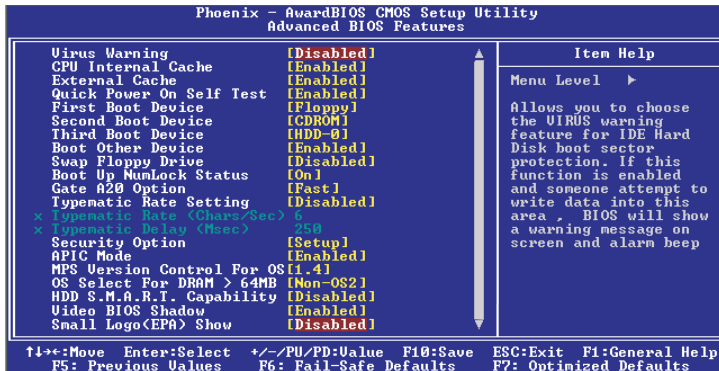 Phoenix - AwardBIOS CMOS Setup Utility
Advanced BIOS Features
Virus Warning [Disabled]
CPU Internal Cache [Enabled]
External Cache [Enabled]
Quick Power On Self Test [Enabled]
First Boot Device [Floppy]
Second Boot Device [CDROM]
Third Boot Device [HDD-0]
Boot Other Device [Enabled]
Swap Floppy Drive [Disabled]
Boot Up NumLock Status [On]
Gate A20 Option [Fast]
Typematic Rate Setting [Disabled]
x Typematic Rate (Chars/Sec) 6
x Typematic Delay (Msec) 250
Security Option [Setup]
APIC Mode [Enabled]
MPS Version Control For OS[1.4]
OS Select For DRAM > 64MB [Non-OS2]
HDD S.M.A.R.T. Capability [Disabled]
Video BIOS Shadow [Enabled]
Small Logo(EPA) Show [Disabled]
Item Help
Menu Level ▶
Allows you to choose
the VIRUS warning
feature for IDE Hard
Disk boot sector
protection. If this
function is enabled
and someone attempt to
write data into this
area , BIOS will show
a warning message on
screen and alarm beep
↑↓→←:Move Enter:Select +/-/PU/PD:Value F10:Save ESC:Exit F1:General Help
F5: Previous Values F6: Fail-Safe Defaults F7: Optimized Defaults